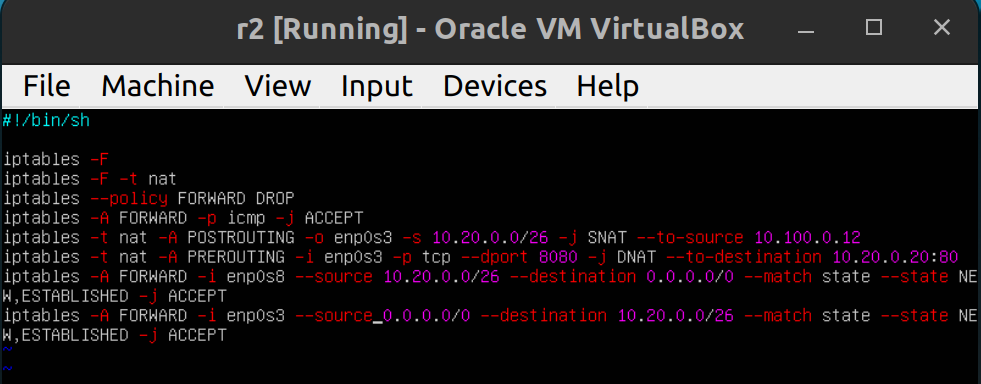 r2 [Running] - Oracle VM VirtualBox
File Machine View Input Devices Help
#!/bin/sh
iptables -F
iptables -F -t nat
iptables --policy FORWARD DROP
iptables -A FORWARD -p icmp -j ACCEPT
iptables -t nat -A POSTROUTING -o enp0s3 -s 10.20.0.0/26 -j SNAT --to-source 10.100.0.12
iptables -t nat -A PREROUTING -i enp0s3 -p tcp --dport 8080 -j DNAT --to-destination 10.20.0.20:80
iptables -A FORWARD -i enp0s8 --source 10.20.0.0/26 --destination 0.0.0.0/0 --match state --state NE
W,ESTABLISHED -j ACCEPT
iptables -A FORWARD -i enp0s3 --source 0.0.0.0/0 --destination 10.20.0.0/26 --match state --state NE
W,ESTABLISHED -j ACCEPT
~
~